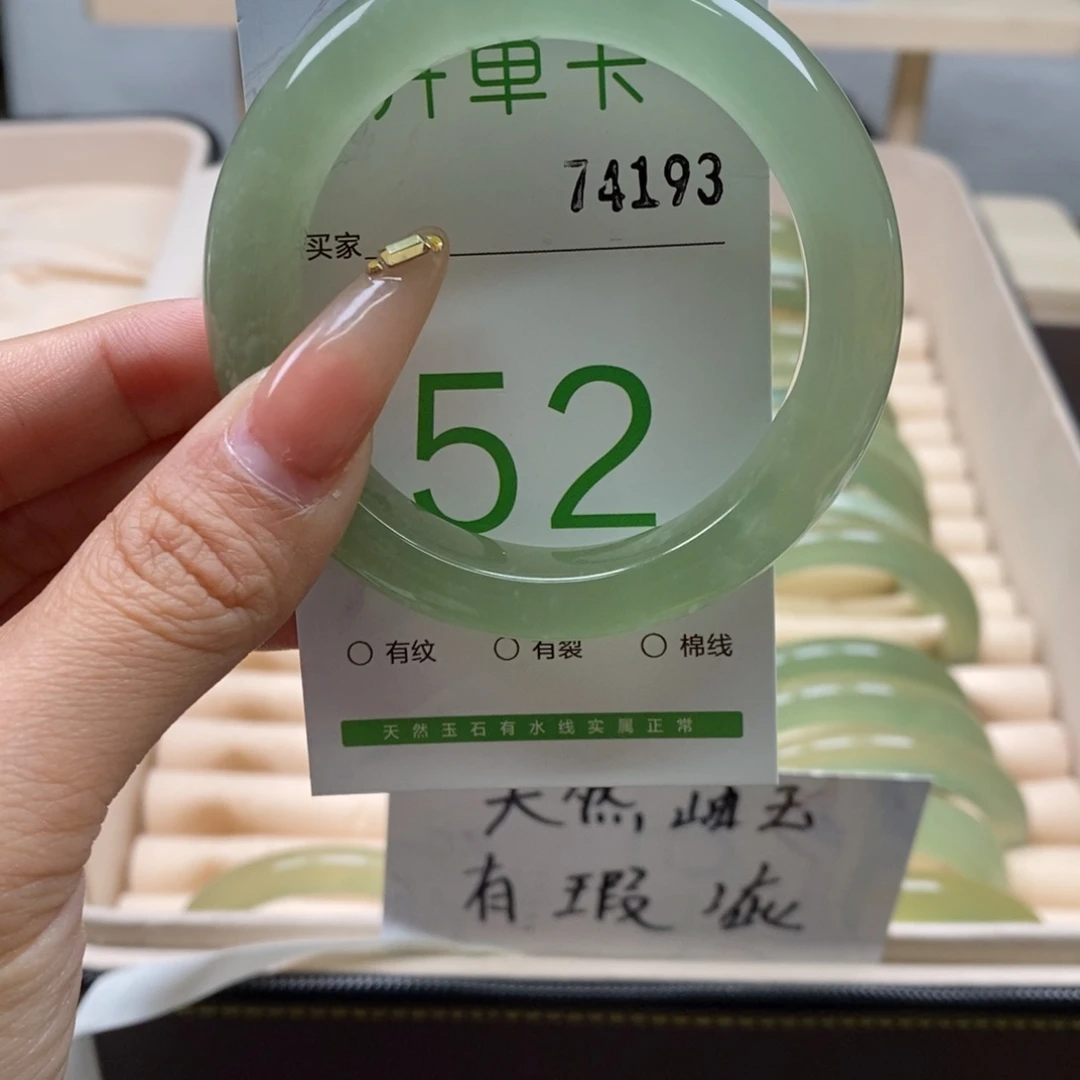 开单卡
74193
买家
52
有纹 有裂 棉线
天然玉石有水线实属正常
天然岫玉
有瑕疵